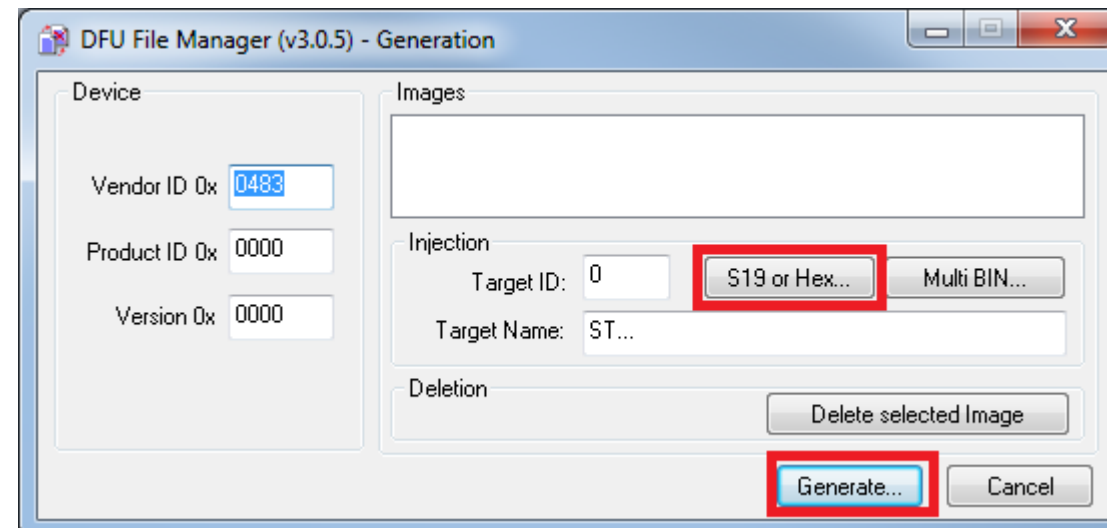 DFU File Manager (v3.0.5) - Generation
Device
Vendor ID 0x 0483
Product ID 0x 0000
Version 0x 0000
Images
Injection
Target ID: 0 S19 or Hex... Multi BIN...
Target Name: ST...
Deletion
Delete selected Image
Generate... Cancel